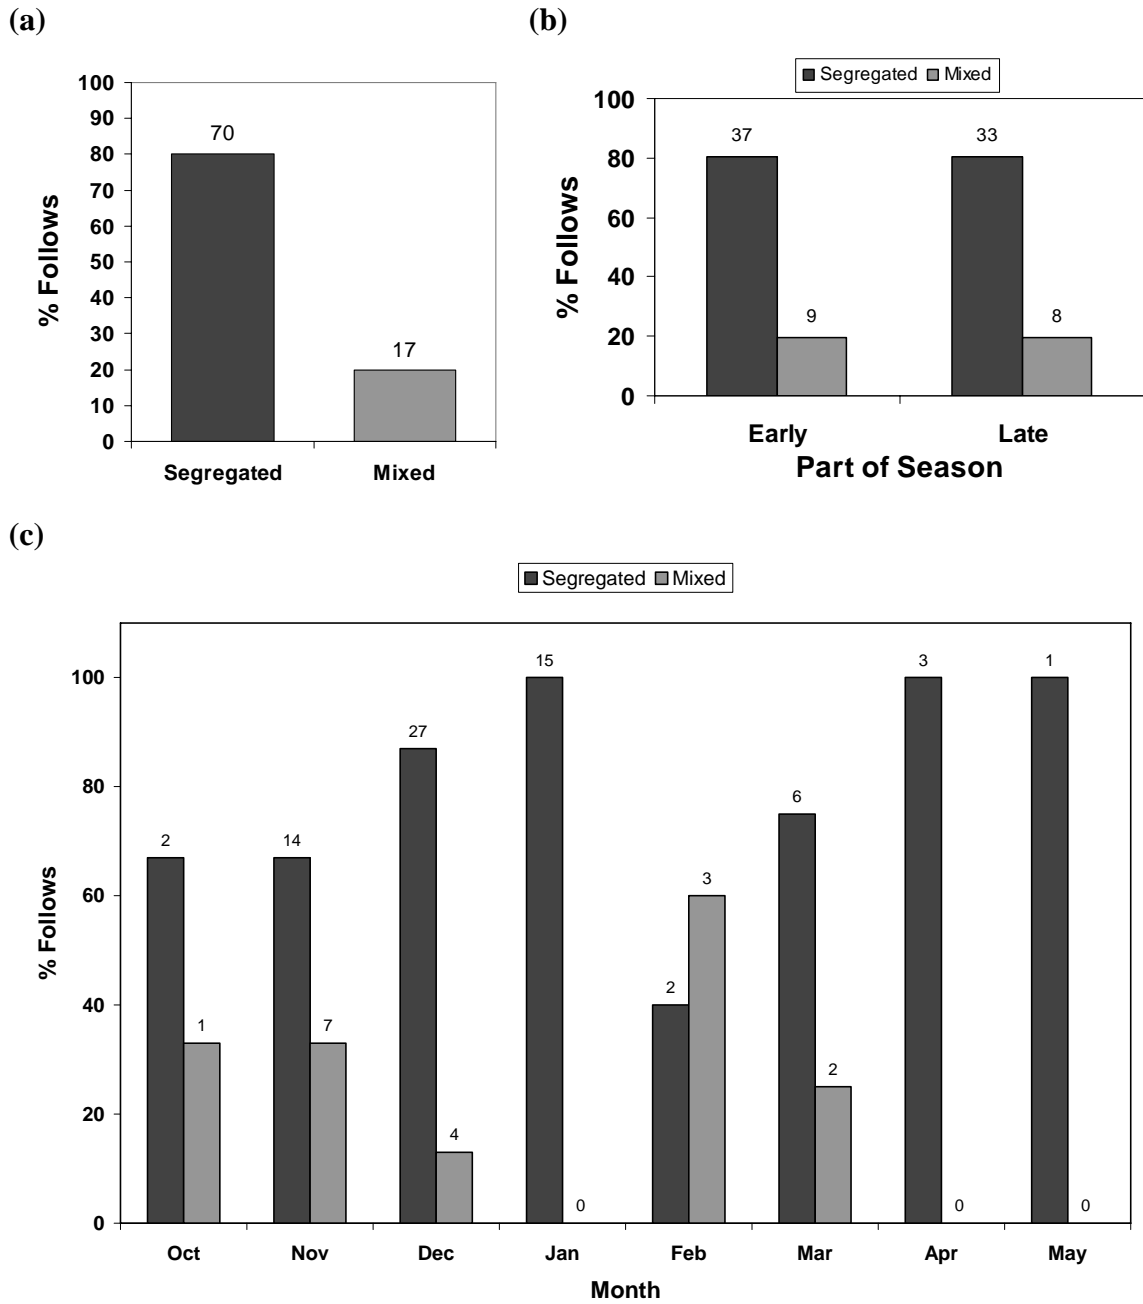 (a)
% Follows
100
90
80
70
60
50
40
30
20
10
0
70
17
Segregated Mixed
(b)
Segregated Mixed
% Follows
100
80
60
40
20
0
37 33
9 8
Early Late
Part of Season
(c)
Segregated Mixed
% Follows
100
80
60
40
20
0
2 1 14 7 27 4 15 0 2 3 6 2 3 0 1 0
Oct Nov Dec Jan Feb Mar Apr May
Month